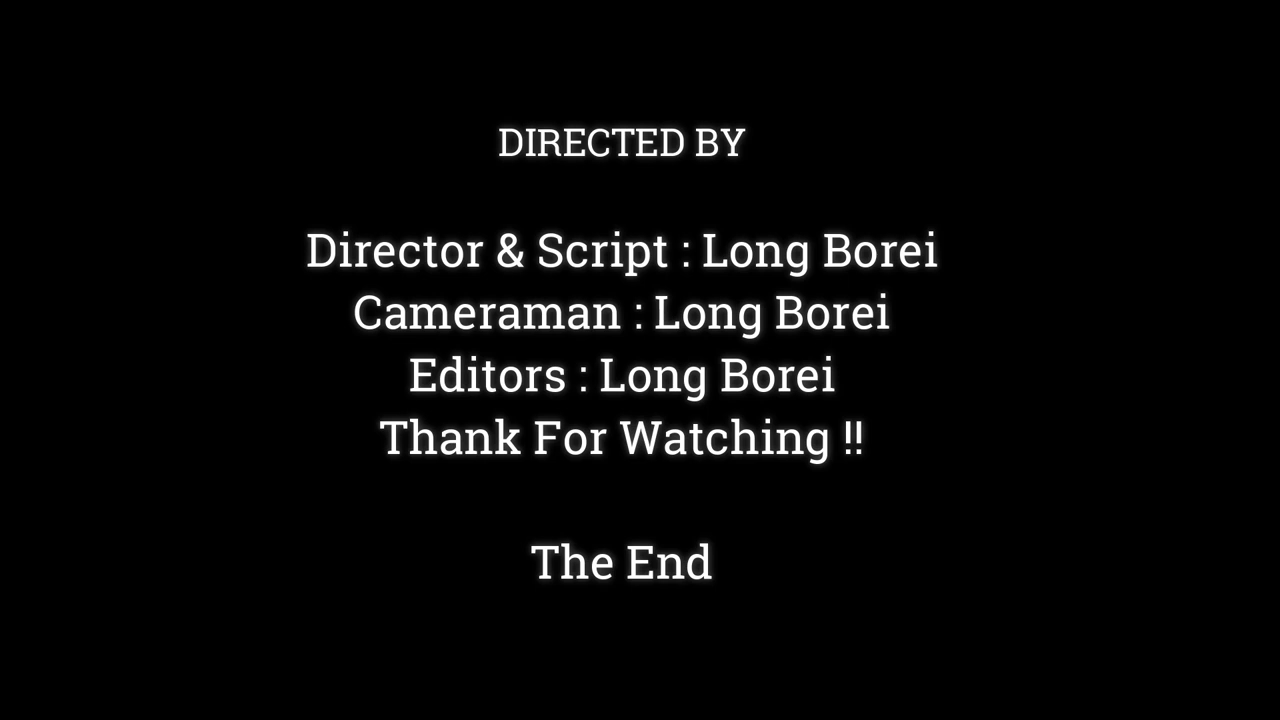 DIRECTED BY
Director & Script : Long Borei
Cameraman : Long Borei
Editors : Long Borei
Thank For Watching !!
The End